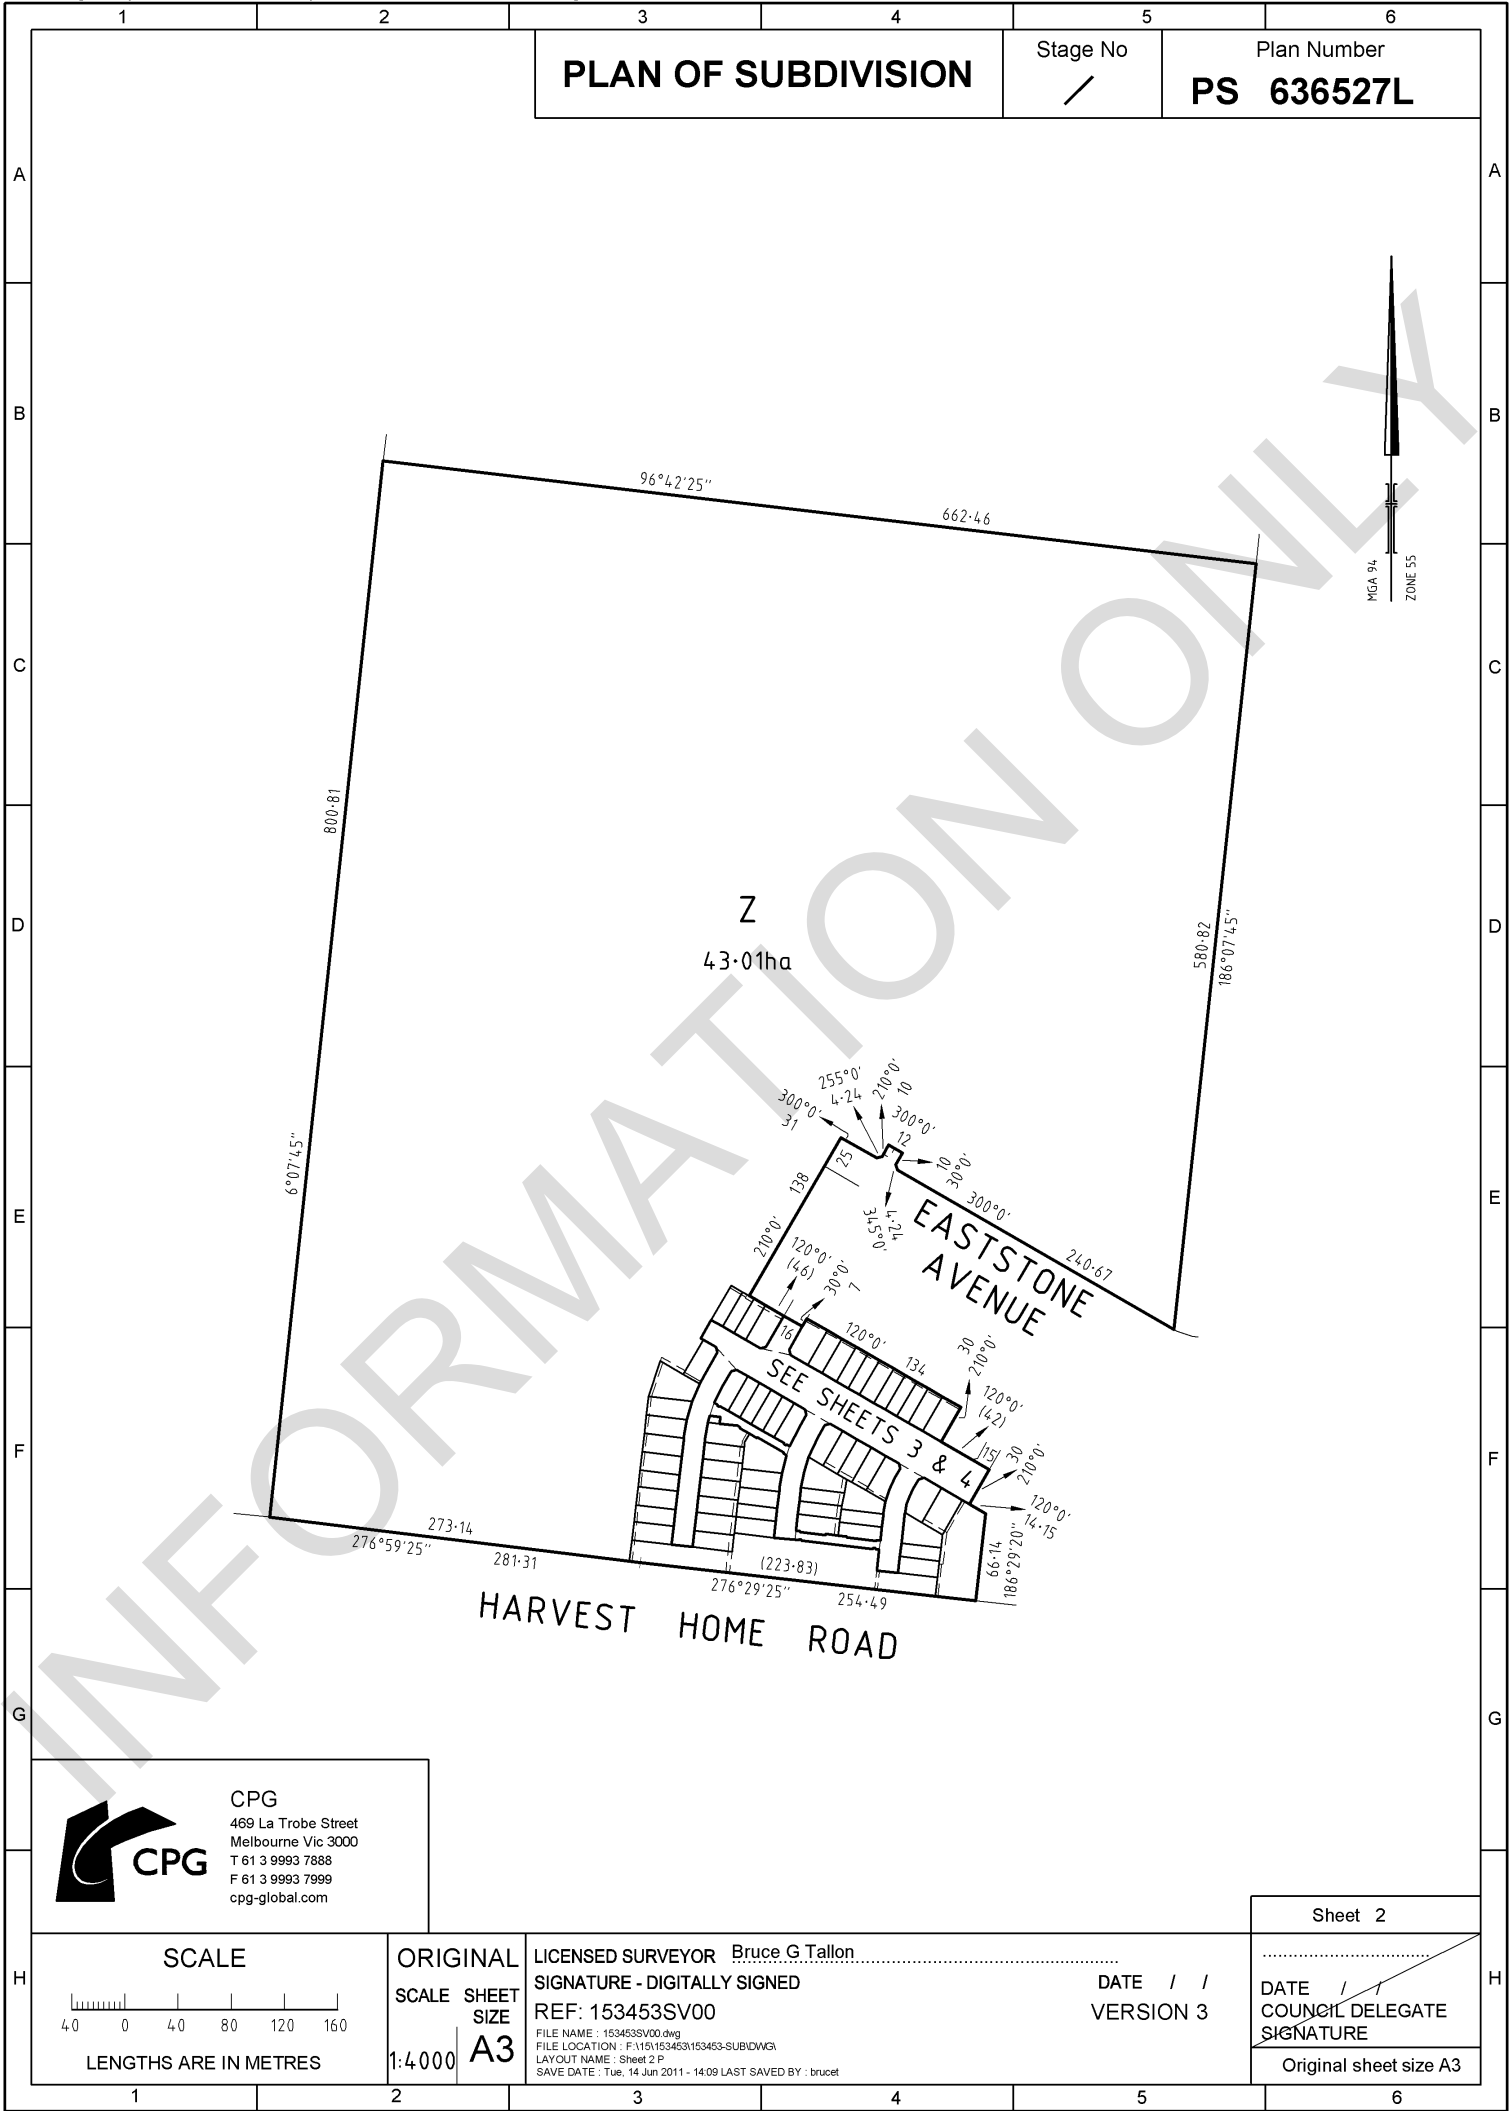 1 2 3 4 5 6
PLAN OF SUBDIVISION
Stage No
/
Plan Number
PS 636527L
A
B
C
D
E
F
G
H
A
B
C
D
E
F
G
H
INFORMATION ONLY
MGA 94
ZONE 55
96°42'25"
662·46
800·81
6°07'45"
580·82
186°07'45"
Z
43·01ha
255°0'
4·24
210°0'
10
300°0'
31
300°0'
12
25
10
30°0'
138
4·24
345°0'
300°0'
240·67
210°0'
EASTSTONE
AVENUE
120°0'
(46)
30°0'
7
16
120°0'
134
30
210°0'
120°0'
(42)
SEE SHEETS 3 & 4
15
30
210°0'
120°0'
14·15
66·14
186°29'20"
273·14
276°59'25"
281·31
(223·83)
276°29'25"
254·49
HARVEST HOME ROAD
CPG
CPG
469 La Trobe Street
Melbourne Vic 3000
T 61 3 9993 7888
F 61 3 9993 7999
cpg-global.com
SCALE
40 0 40 80 120 160
LENGTHS ARE IN METRES
ORIGINAL
SCALE SHEET
SIZE
1:4000 A3
LICENSED SURVEYOR Bruce G Tallon
SIGNATURE - DIGITALLY SIGNED
DATE / /
REF: 153453SV00
VERSION 3
FILE NAME : 153453SV00.dwg
FILE LOCATION : F:\15\153453\153453-SUB\DWG\
LAYOUT NAME : Sheet 2 P
SAVE DATE : Tue, 14 Jun 2011 - 14:09 LAST SAVED BY : brucet
Sheet 2
DATE / /
COUNCIL DELEGATE
SIGNATURE
Original sheet size A3
1 2 3 4 5 6